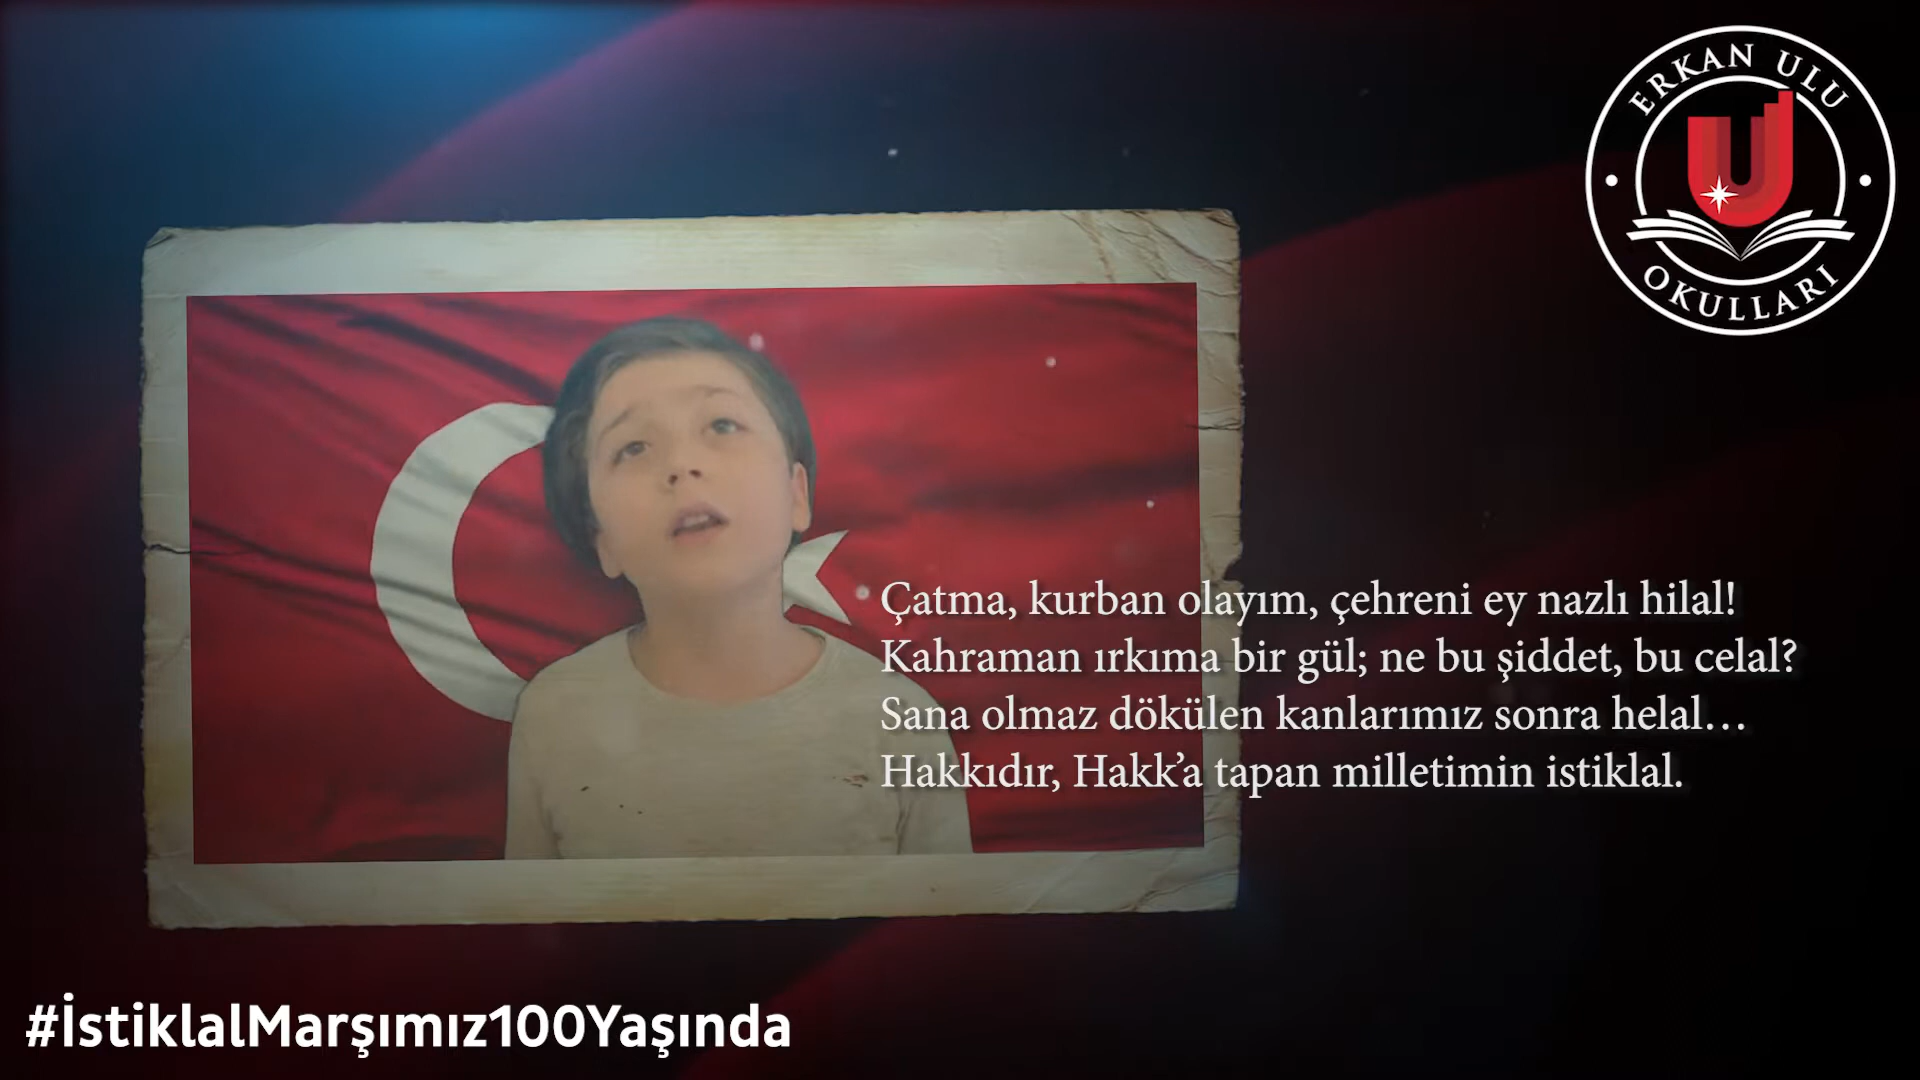 ERKAN ULU
OKULLARI
Çatma, kurban olayım, çehreni ey nazlı hilal!
Kahraman ırkıma bir gül; ne bu şiddet, bu celal?
Sana olmaz dökülen kanlarımız sonra helal…
Hakkıdır, Hakk’a tapan milletimin istiklal.
#İstiklalMarşımız100Yaşında